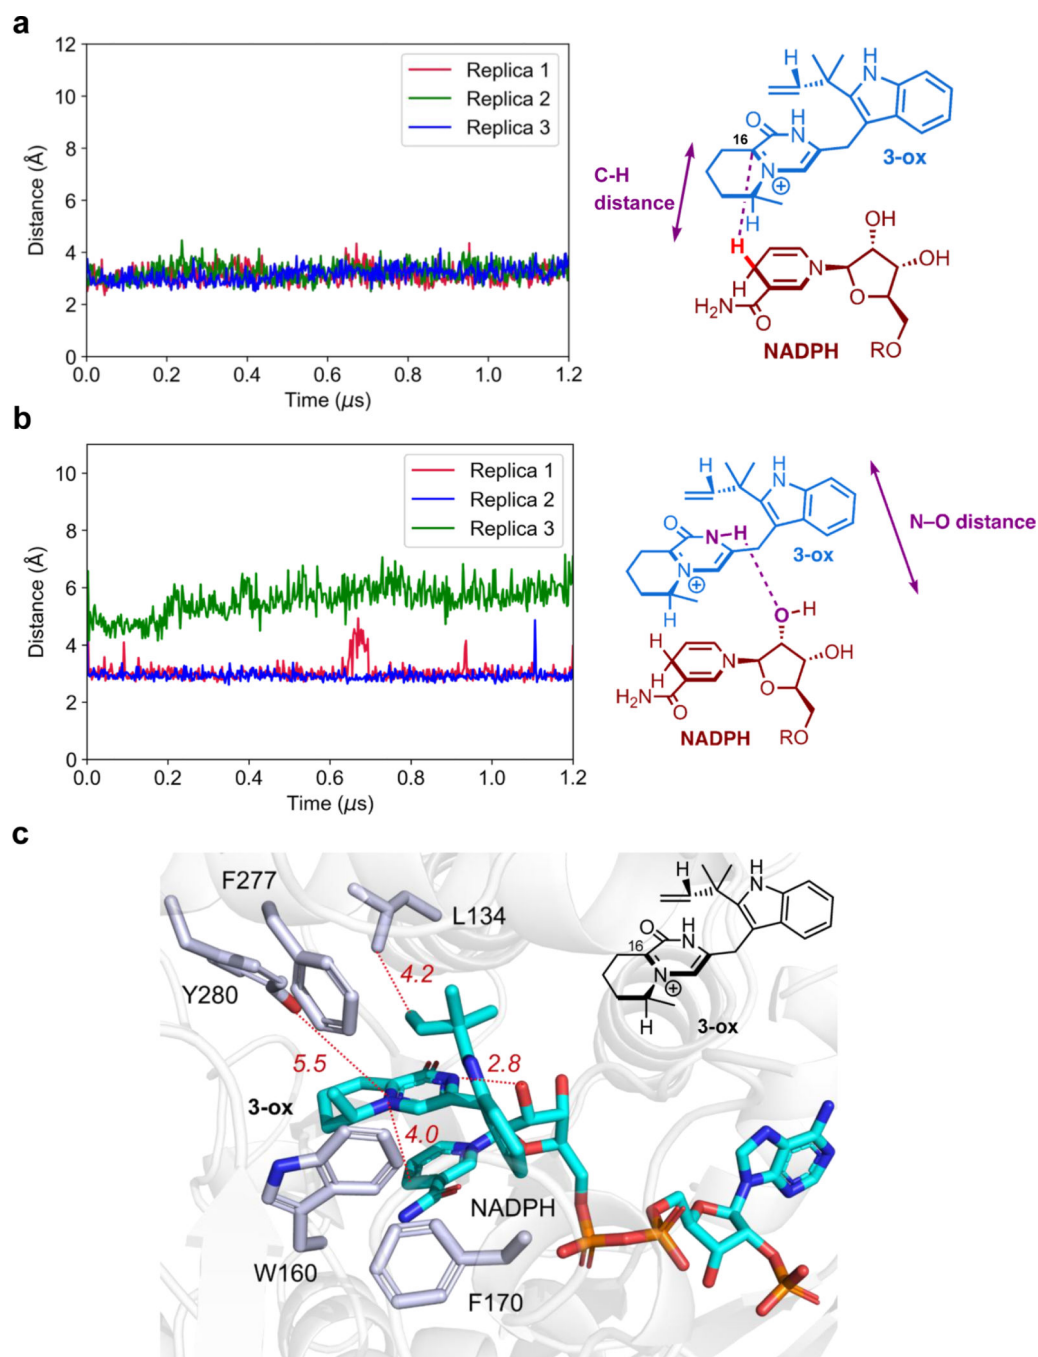 a
12
10
8
6
4
2
0
Distance (Å)
Replica 1
Replica 2
Replica 3
0.0 0.2 0.4 0.6 0.8 1.0 1.2
Time (μs)
C-H
distance
H
H
N
O
H
N
16
N
⊕
3-ox
H
H
H
H₂N
O
N
O
OH
OH
RO
NADPH
b
10
8
6
4
2
0
Distance (Å)
Replica 1
Replica 2
Replica 3
0.0 0.2 0.4 0.6 0.8 1.0 1.2
Time (μs)
N–O distance
H
H
N
O
N-H
N
⊕
3-ox
H
O-H
H
H
H₂N
O
N
O
OH
RO
NADPH
c
F277
L134
Y280
4.2
5.5
2.8
3-ox
4.0
NADPH
W160
F170
H
H
N
O
H
N
16
N
⊕
H
3-ox